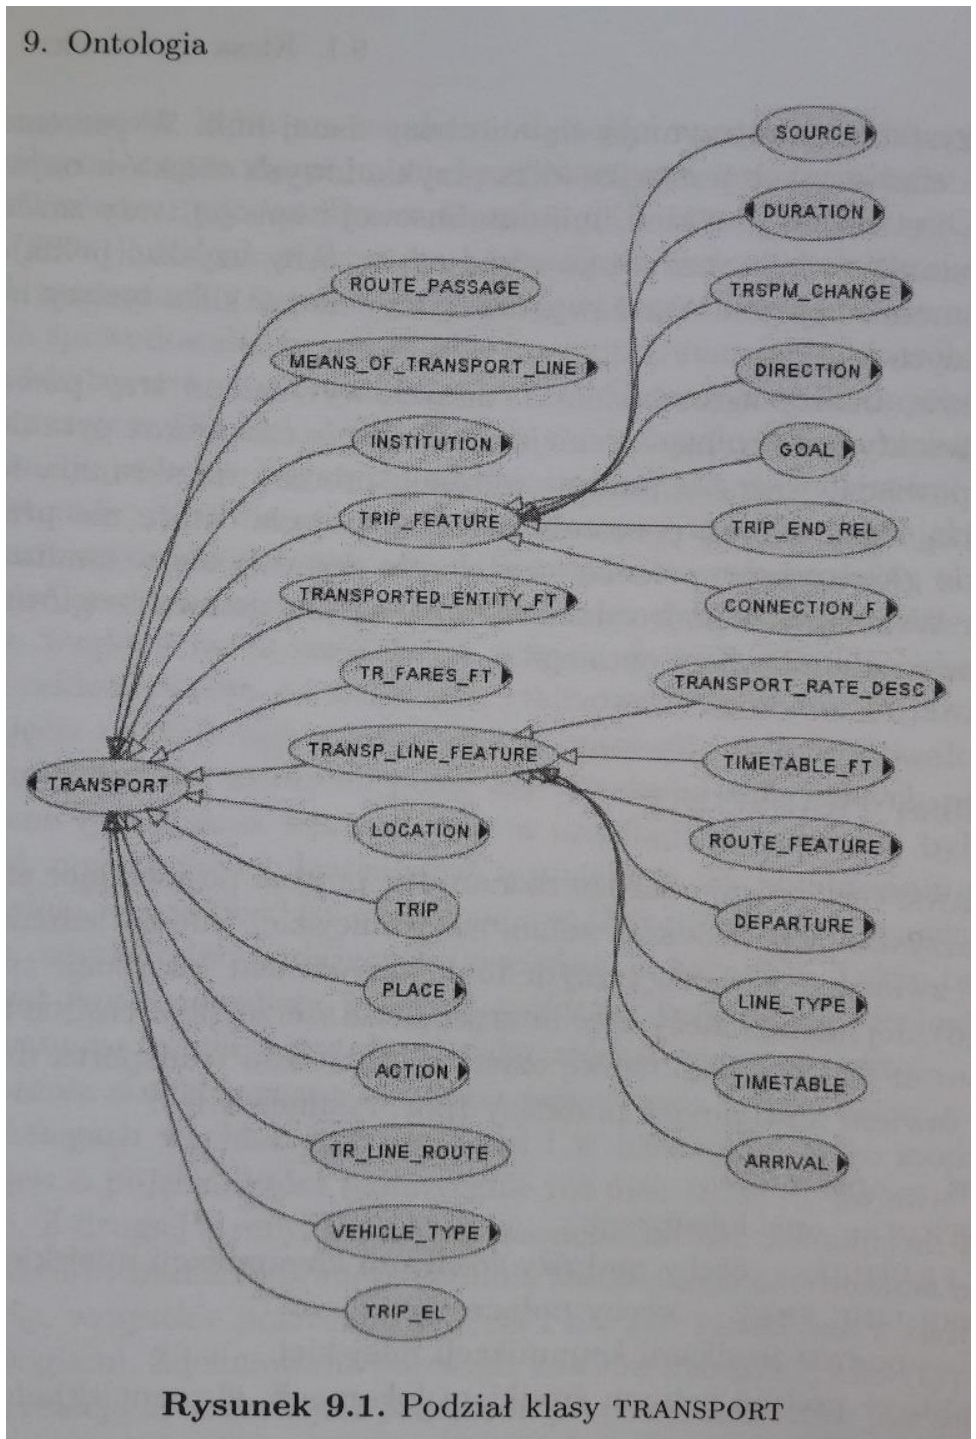 9. Ontologia
SOURCE
DURATION
ROUTE_PASSAGE
TRSPM_CHANGE
MEANS_OF_TRANSPORT_LINE
DIRECTION
INSTITUTION
GOAL
TRIP_FEATURE
TRIP_END_REL
TRANSPORTED_ENTITY_FT
CONNECTION_F
TR_FARES_FT
TRANSPORT_RATE_DESC
TRANSP_LINE_FEATURE
TIMETABLE_FT
TRANSPORT
LOCATION
ROUTE_FEATURE
TRIP
DEPARTURE
PLACE
LINE_TYPE
ACTION
TIMETABLE
TR_LINE_ROUTE
ARRIVAL
VEHICLE_TYPE
TRIP_EL
Rysunek 9.1. Podział klasy TRANSPORT